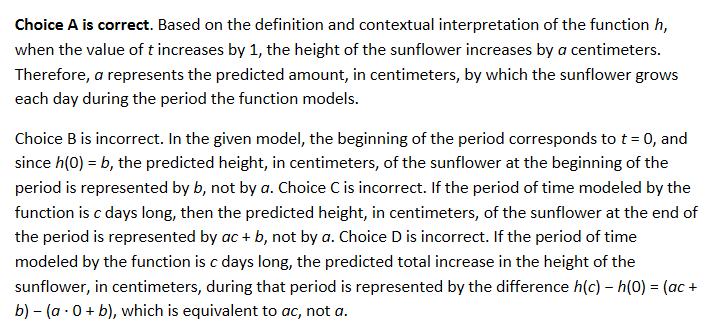 Choice A is correct. Based on the definition and contextual interpretation of the function h,
when the value of t increases by 1, the height of the sunflower increases by a centimeters.
Therefore, a represents the predicted amount, in centimeters, by which the sunflower grows
each day during the period the function models.
Choice B is incorrect. In the given model, the beginning of the period corresponds to t = 0, and
since h(0) = b, the predicted height, in centimeters, of the sunflower at the beginning of the
period is represented by b, not by a. Choice C is incorrect. If the period of time modeled by the
function is c days long, then the predicted height, in centimeters, of the sunflower at the end of
the period is represented by ac + b, not by a. Choice D is incorrect. If the period of time
modeled by the function is c days long, the predicted total increase in the height of the
sunflower, in centimeters, during that period is represented by the difference h(c) – h(0) = (ac +
b) – (a · 0 + b), which is equivalent to ac, not a.